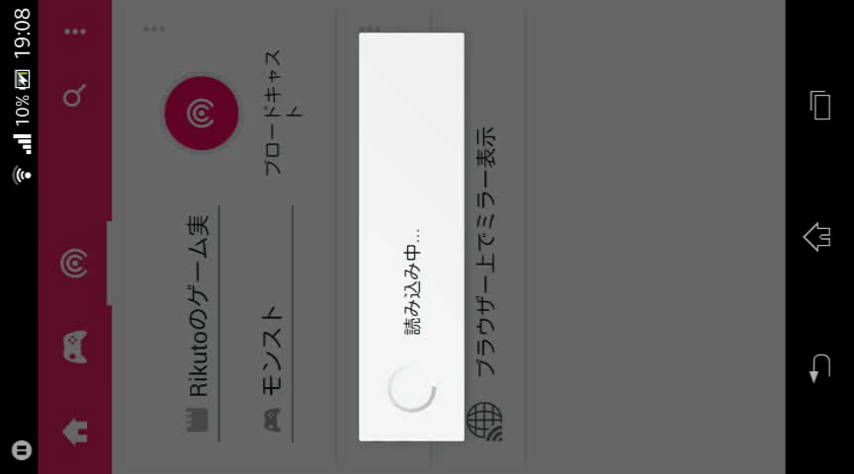 10% 19:08
Rikutoのゲーム実
モンスト
ブロードキャス
ト
読み込み中...
ブラウザー上でミラー表示